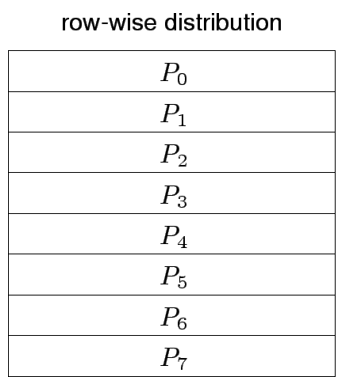 row-wise distribution
P₀
P₁
P₂
P₃
P₄
P₅
P₆
P₇